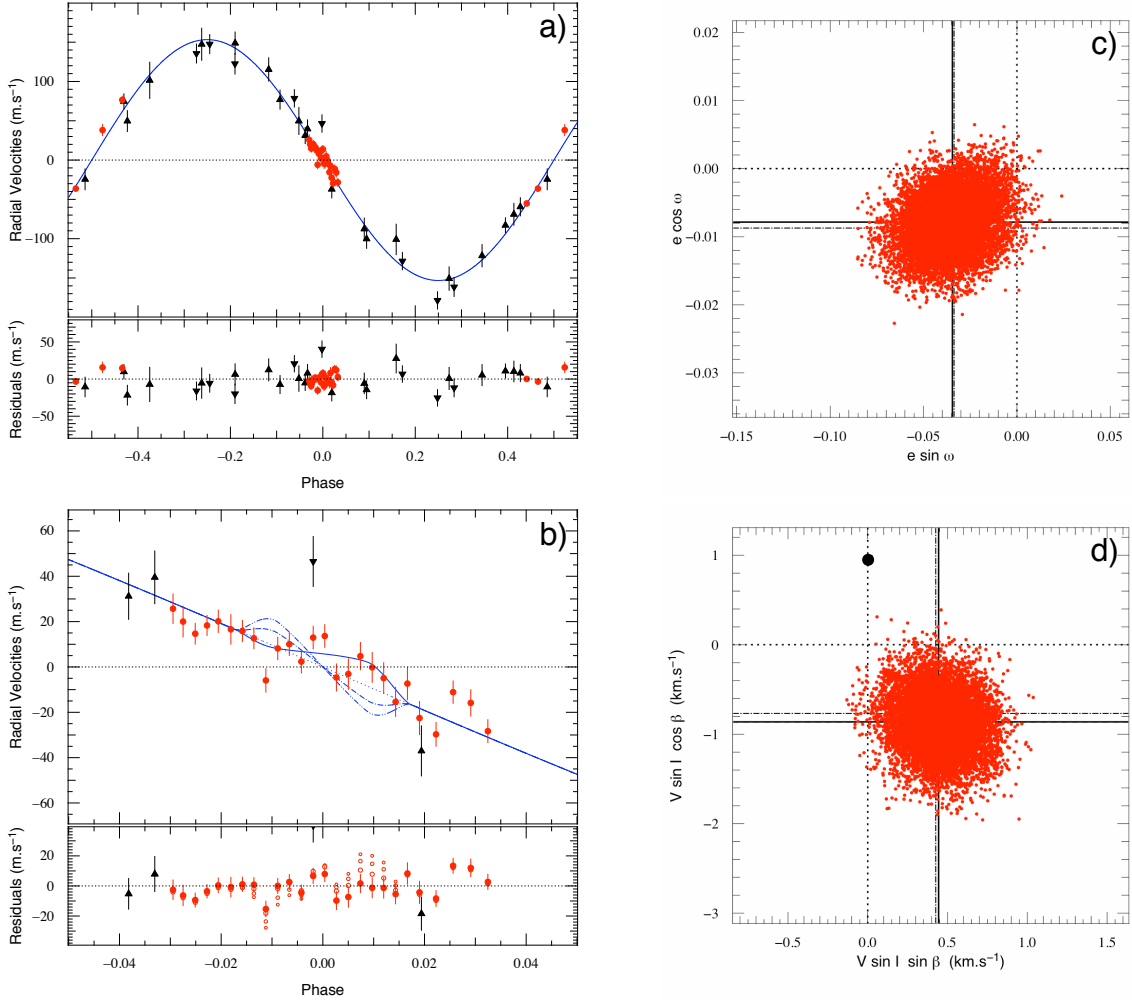 a)
Radial Velocities (m.s⁻¹)
100
0
−100
Residuals (m.s⁻¹)
50
0
−50
−0.4 −0.2 0.0 0.2 0.4
Phase
c)
e cos ω
0.02
0.01
0.00
−0.01
−0.02
−0.03
−0.15 −0.10 −0.05 0.00 0.05
e sin ω
b)
Radial Velocities (m.s⁻¹)
60
40
20
0
−20
−40
−60
Residuals (m.s⁻¹)
20
0
−20
−0.04 −0.02 0.00 0.02 0.04
Phase
d)
V sin I cos β (km.s⁻¹)
1
0
−1
−2
−3
−0.5 0.0 0.5 1.0 1.5
V sin I sin β (km.s⁻¹)